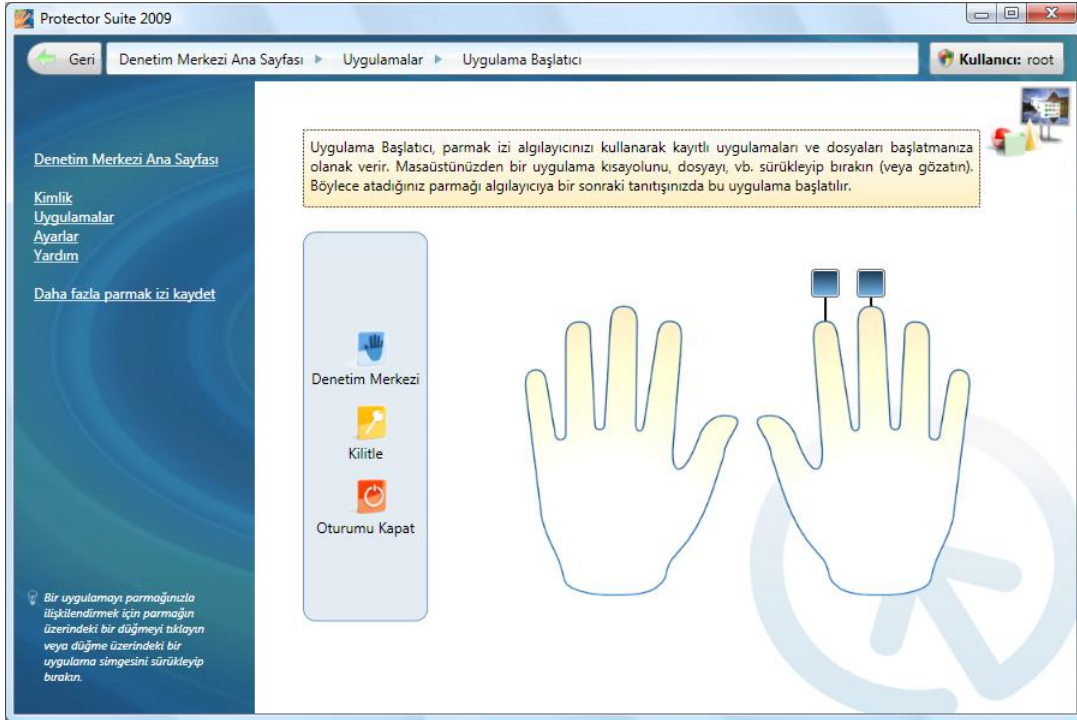 Protector Suite 2009
Geri
Denetim Merkezi Ana Sayfası
Uygulamalar
Uygulama Başlatıcı
Kullanıcı: root
Denetim Merkezi Ana Sayfası
Kimlik
Uygulamalar
Ayarlar
Yardım
Daha fazla parmak izi kaydet
Bir uygulamayı parmağınızla
ilişkilendirmek için parmağın
üzerindeki bir düğmeyi tıklayın
veya düğme üzerindeki bir
uygulama simgesini sürükleyip
bırakın.
Uygulama Başlatıcı, parmak izi algılayıcınızı kullanarak kayıtlı uygulamaları ve dosyaları başlatmanıza
olanak verir. Masaüstünüzden bir uygulama kısayolunu, dosyayı, vb. sürükleyip bırakın (veya gözatın).
Böylece atadığınız parmağı algılayıcıya bir sonraki tanıtışınızda bu uygulama başlatılır.
Denetim Merkezi
Kilitle
Oturumu Kapat